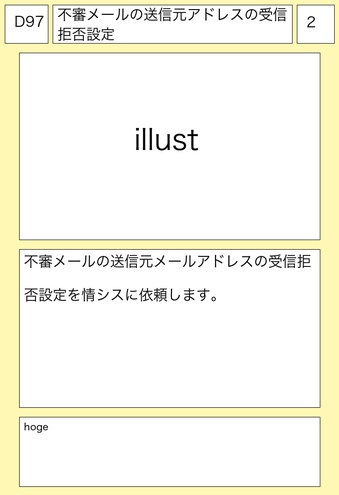 D97
不審メールの送信元アドレスの受信
拒否設定
2
illust
不審メールの送信元メールアドレスの受信拒
否設定を情シスに依頼します。
hoge